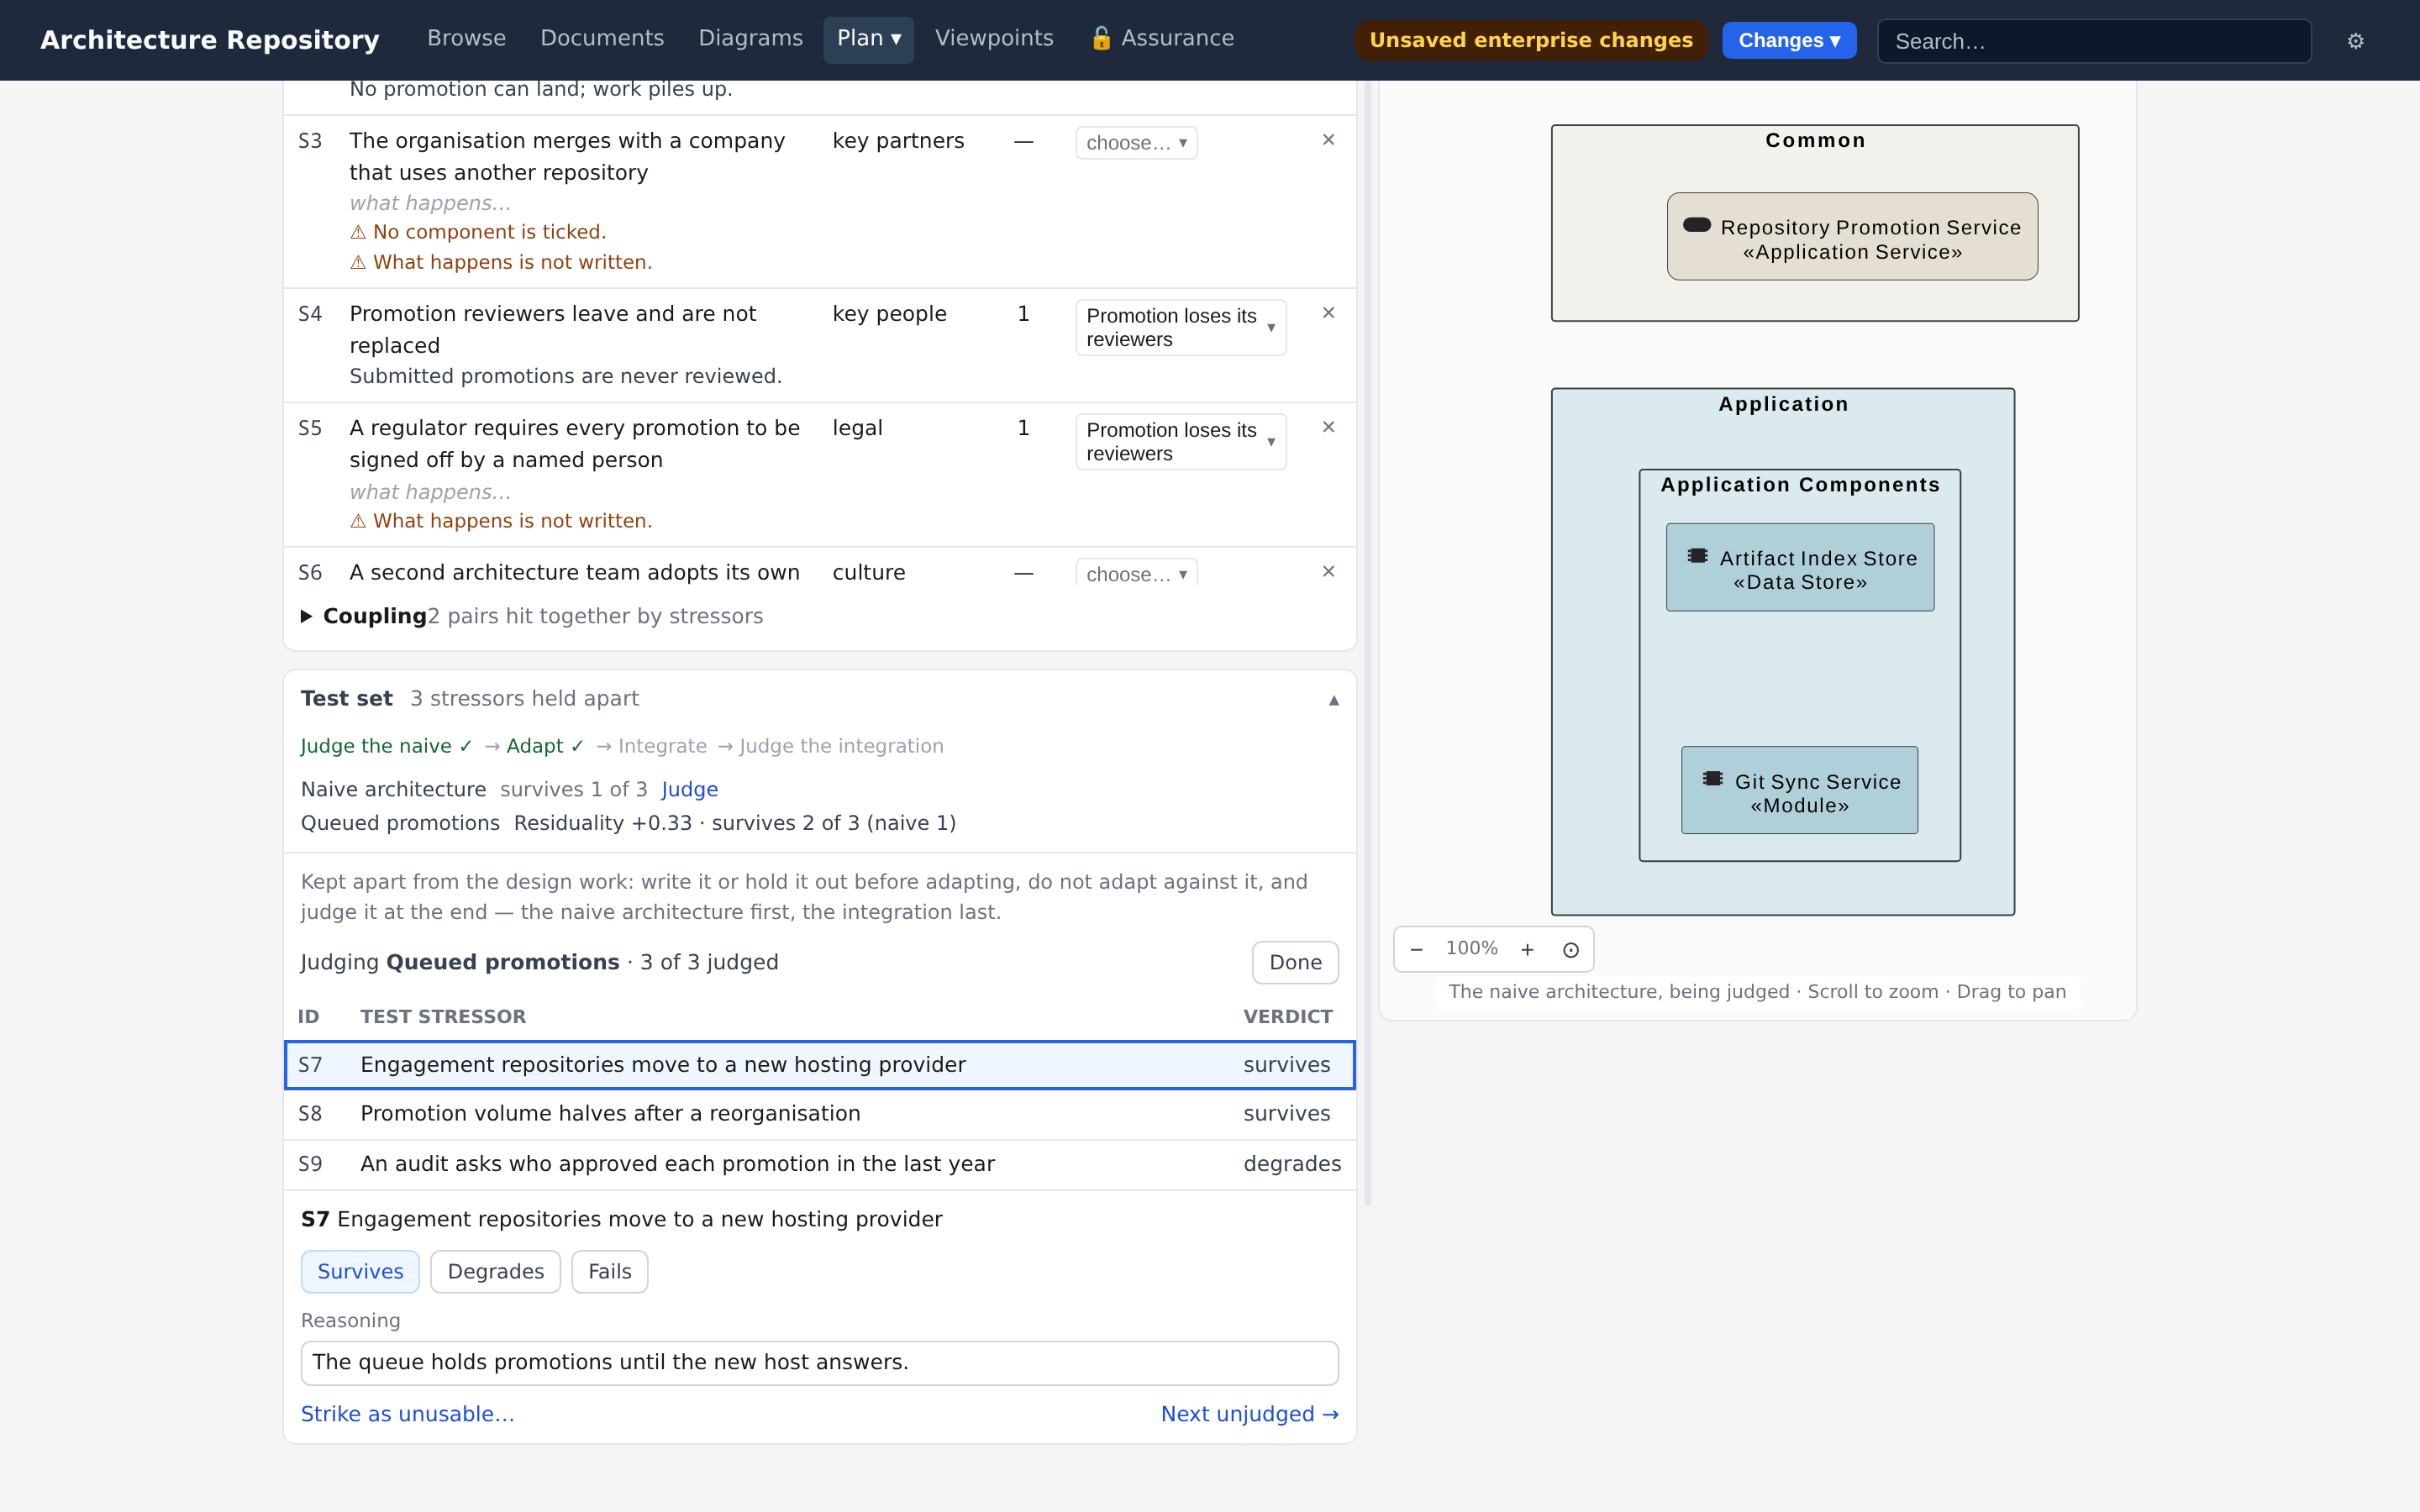 Architecture Repository Browse Documents Diagrams Plan ▾ Viewpoints 🔓 Assurance Unsaved enterprise changes Changes ▾ Search… ⚙
No promotion can land; work piles up.
S3 The organisation merges with a company key partners — choose… ▾ ×
that uses another repository
what happens…
⚠ No component is ticked.
⚠ What happens is not written.
S4 Promotion reviewers leave and are not key people 1 Promotion loses its ▾ ×
replaced reviewers
Submitted promotions are never reviewed.
S5 A regulator requires every promotion to be legal 1 Promotion loses its ▾ ×
signed off by a named person reviewers
what happens…
⚠ What happens is not written.
S6 A second architecture team adopts its own culture — choose… ▾ ×
▶ Coupling2 pairs hit together by stressors
Test set 3 stressors held apart ▴
Judge the naive ✓ → Adapt ✓ → Integrate → Judge the integration
Naive architecture survives 1 of 3 Judge
Queued promotions Residuality +0.33 · survives 2 of 3 (naive 1)
Kept apart from the design work: write it or hold it out before adapting, do not adapt against it, and
judge it at the end — the naive architecture first, the integration last.
Judging Queued promotions · 3 of 3 judged Done
ID TEST STRESSOR VERDICT
S7 Engagement repositories move to a new hosting provider survives
S8 Promotion volume halves after a reorganisation survives
S9 An audit asks who approved each promotion in the last year degrades
S7 Engagement repositories move to a new hosting provider
Survives Degrades Fails
Reasoning
The queue holds promotions until the new host answers.
Strike as unusable… Next unjudged →
Common
Repository Promotion Service
«Application Service»
Application
Application Components
Artifact Index Store
«Data Store»
Git Sync Service
«Module»
− 100% + ⊙
The naive architecture, being judged · Scroll to zoom · Drag to pan